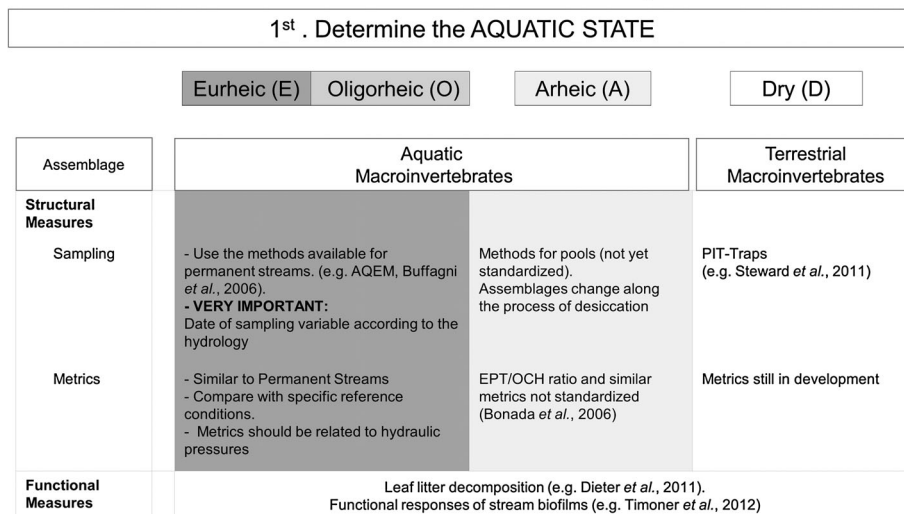 1st . Determine the AQUATIC STATE
Eurheic (E)
Oligorheic (O)
Arheic (A)
Dry (D)
Assemblage
Aquatic
Macroinvertebrates
Terrestrial
Macroinvertebrates
Structural
Measures
Sampling
- Use the methods available for
permanent streams. (e.g. AQEM, Buffagni
et al., 2006).
- VERY IMPORTANT:
Date of sampling variable according to the
hydrology
Methods for pools (not yet
standardized).
Assemblages change along
the process of desiccation
PIT-Traps
(e.g. Steward et al., 2011)
Metrics
- Similar to Permanent Streams
- Compare with specific reference
conditions.
- Metrics should be related to hydraulic
pressures
EPT/OCH ratio and similar
metrics not standardized
(Bonada et al., 2006)
Metrics still in development
Functional
Measures
Leaf litter decomposition (e.g. Dieter et al., 2011).
Functional responses of stream biofilms (e.g. Timoner et al., 2012)